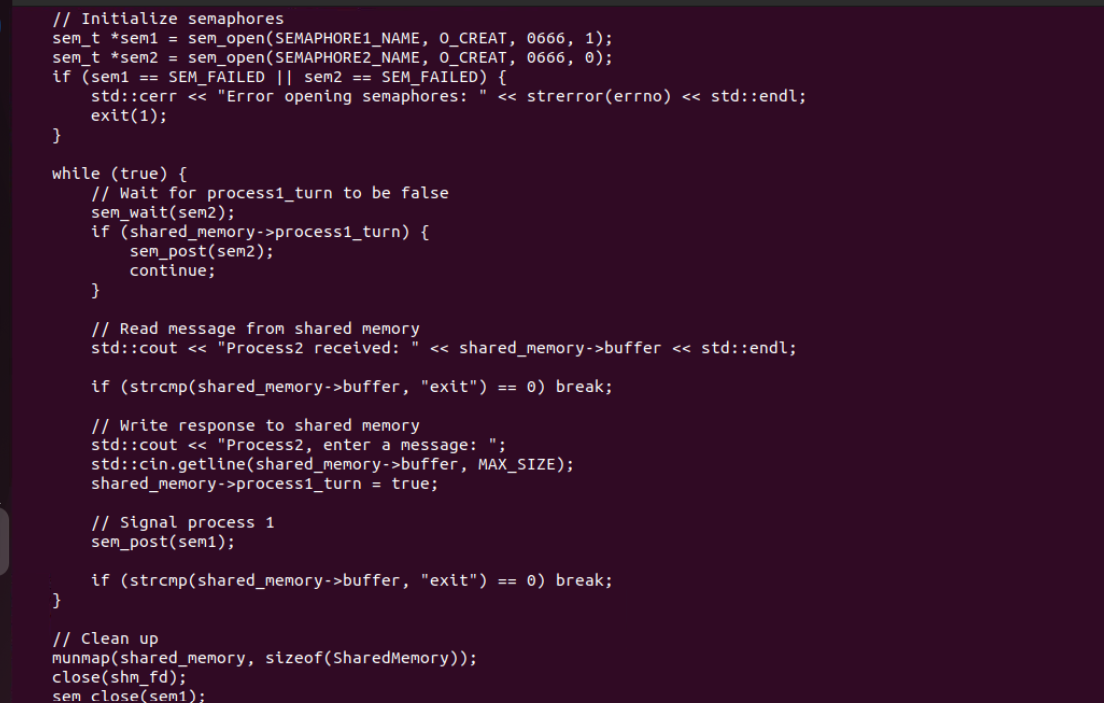 // Initialize semaphores
sem_t *sem1 = sem_open(SEMAPHORE1_NAME, O_CREAT, 0666, 1);
sem_t *sem2 = sem_open(SEMAPHORE2_NAME, O_CREAT, 0666, 0);
if (sem1 == SEM_FAILED || sem2 == SEM_FAILED) {
    std::cerr << "Error opening semaphores: " << strerror(errno) << std::endl;
    exit(1);
}

while (true) {
    // Wait for process1_turn to be false
    sem_wait(sem2);
    if (shared_memory->process1_turn) {
        sem_post(sem2);
        continue;
    }

    // Read message from shared memory
    std::cout << "Process2 received: " << shared_memory->buffer << std::endl;

    if (strcmp(shared_memory->buffer, "exit") == 0) break;

    // Write response to shared memory
    std::cout << "Process2, enter a message: ";
    std::cin.getline(shared_memory->buffer, MAX_SIZE);
    shared_memory->process1_turn = true;

    // Signal process 1
    sem_post(sem1);

    if (strcmp(shared_memory->buffer, "exit") == 0) break;
}

// Clean up
munmap(shared_memory, sizeof(SharedMemory));
close(shm_fd);
sem_close(sem1);